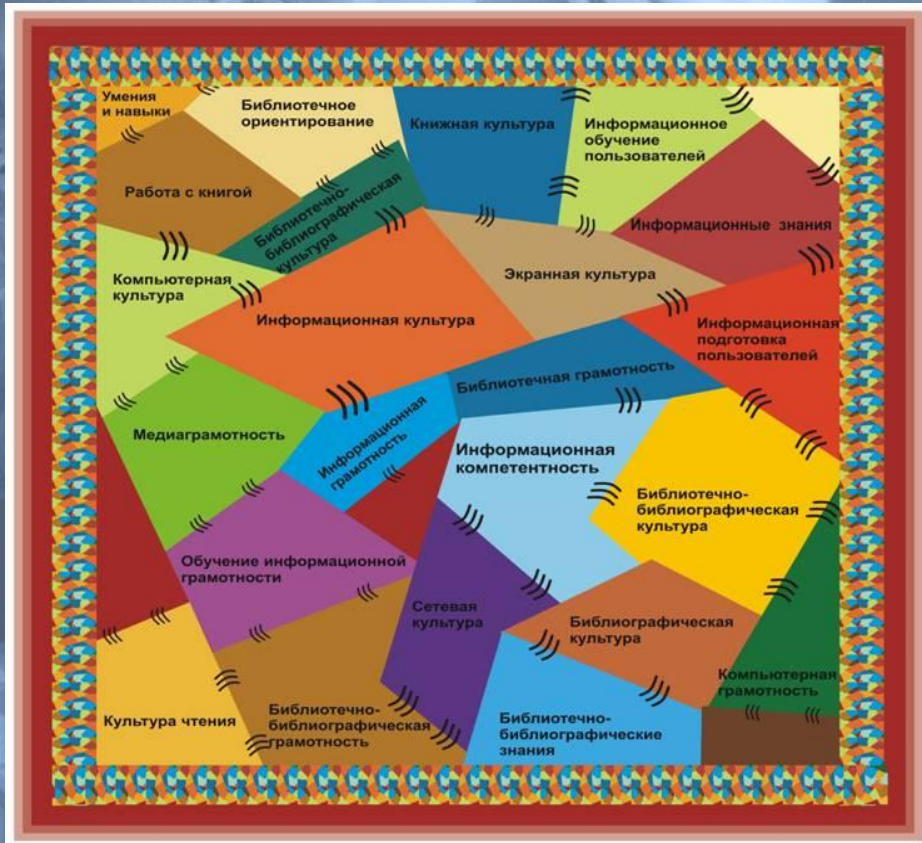 Умения
и навыки
Библиотечное
ориентирование
Книжная культура
Информационное
обучение
пользователей
Работа с книгой
Библиотечно-
библиографическая
культура
Информационные знания
Компьютерная
культура
Экранная культура
Информационная культура
Информационная
подготовка
пользователей
Библиотечная грамотность
Медиаграмотность
Информационная
грамотность
Информационная
компетентность
Библиотечно-
библиографическая
культура
Обучение информационной
грамотности
Сетевая
культура
Библиографическая
культура
Компьютерная
грамотность
Культура чтения
Библиотечно-
библиографическая
грамотность
Библиотечно-
библиографические
знания